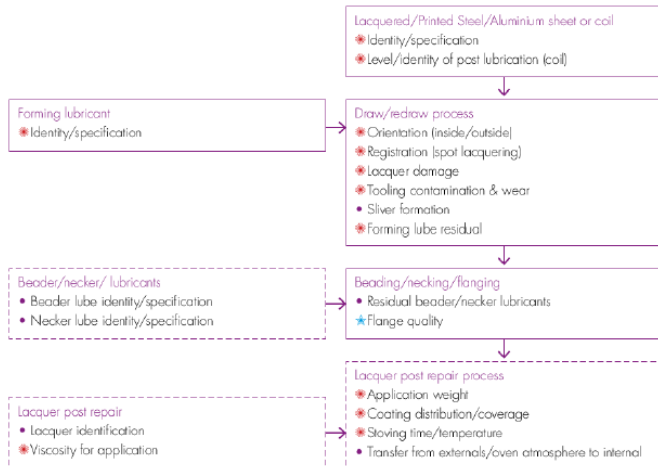 Lacquered/Printed Steel/Aluminium sheet or coil
Identity/specification
Level/identity of post lubrication (coil)
Forming lubricant
Identity/specification
Draw/redraw process
Orientation (inside/outside)
Registration (spot lacquering)
Lacquer damage
Tooling contamination & wear
Sliver formation
Forming lube residual
Beader/necker/ lubricants
Beader lube identity/specification
Necker lube identity/specification
Beading/necking/flanging
Residual beader/necker lubricants
Flange quality
Lacquer post repair
Lacquer identification
Viscosity for application
Lacquer post repair process
Application weight
Coating distribution/coverage
Stoving time/temperature
Transfer from externals/oven atmosphere to internal